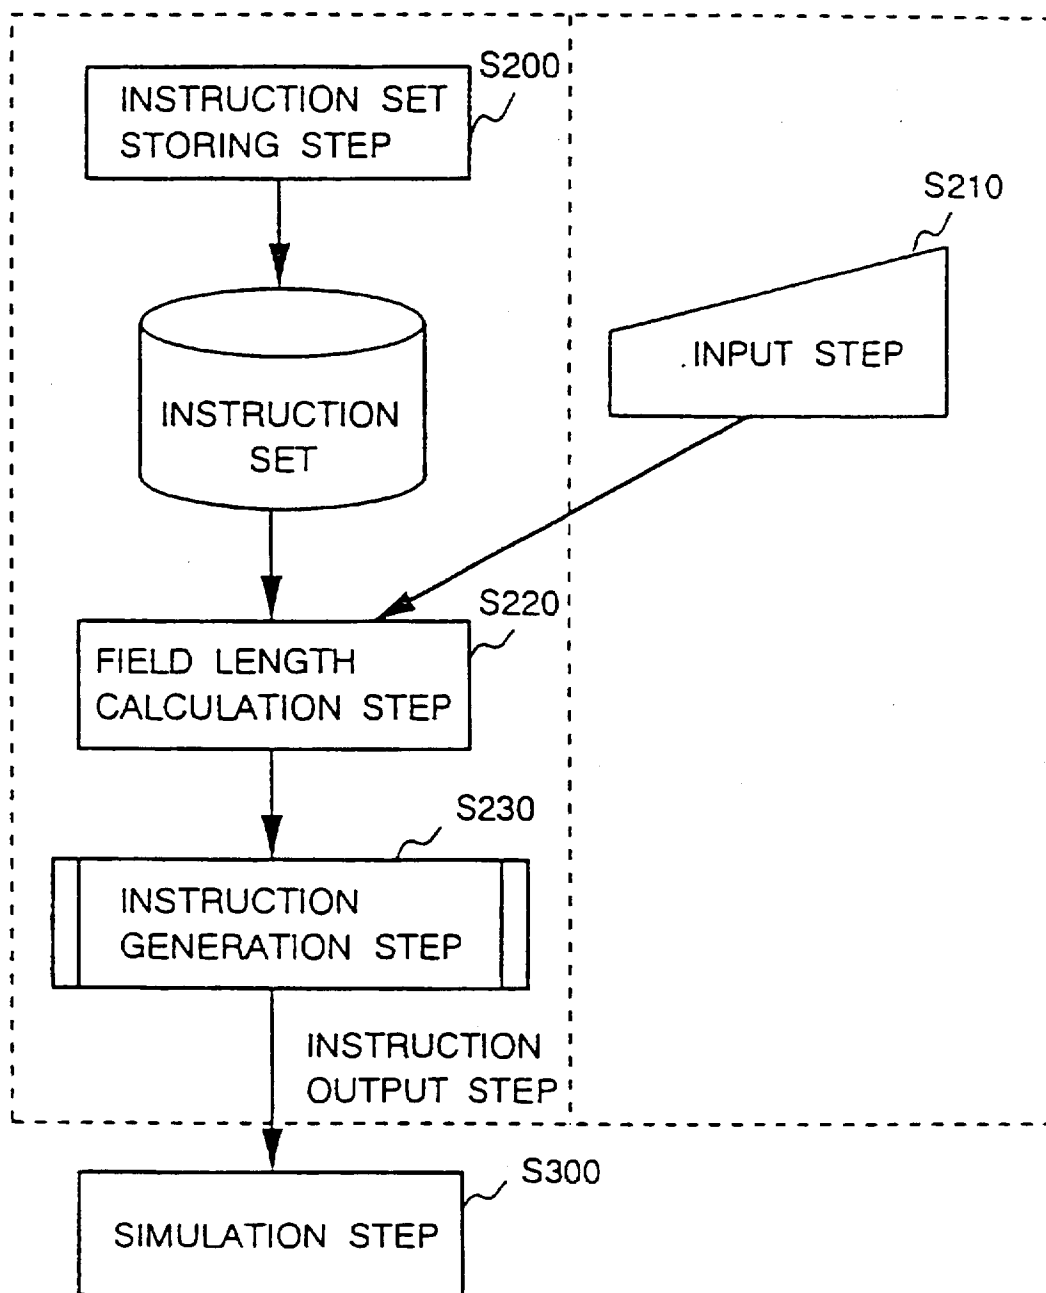 S200
INSTRUCTION SET
STORING STEP
S210
INPUT STEP
INSTRUCTION
SET
S220
FIELD LENGTH
CALCULATION STEP
S230
INSTRUCTION
GENERATION STEP
INSTRUCTION
OUTPUT STEP
S300
SIMULATION STEP